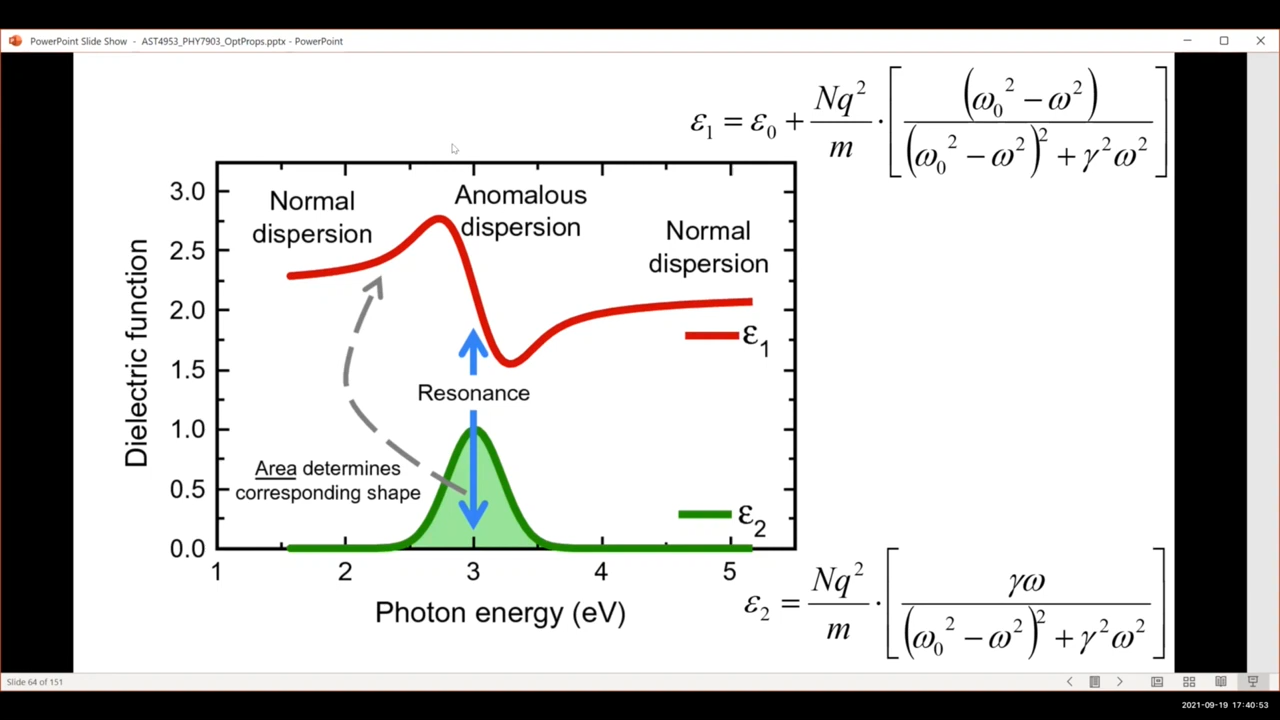 PowerPoint Slide Show - AST4953_PHY7903_OptProps.pptx - PowerPoint
ε₁ = ε₀ + Nq²/m · [(ω₀² − ω²) / ((ω₀² − ω²)² + γ²ω²)]
Normal
dispersion
Anomalous
dispersion
Normal
dispersion
Dielectric function
3.0
2.5
2.0
1.5
1.0
0.5
0.0
ε₁
Resonance
Area determines
corresponding shape
ε₂
1 2 3 4 5
Photon energy (eV)
ε₂ = Nq²/m · [γω / ((ω₀² − ω²)² + γ²ω²)]
Slide 64 of 151
2021-09-19 17:40:53